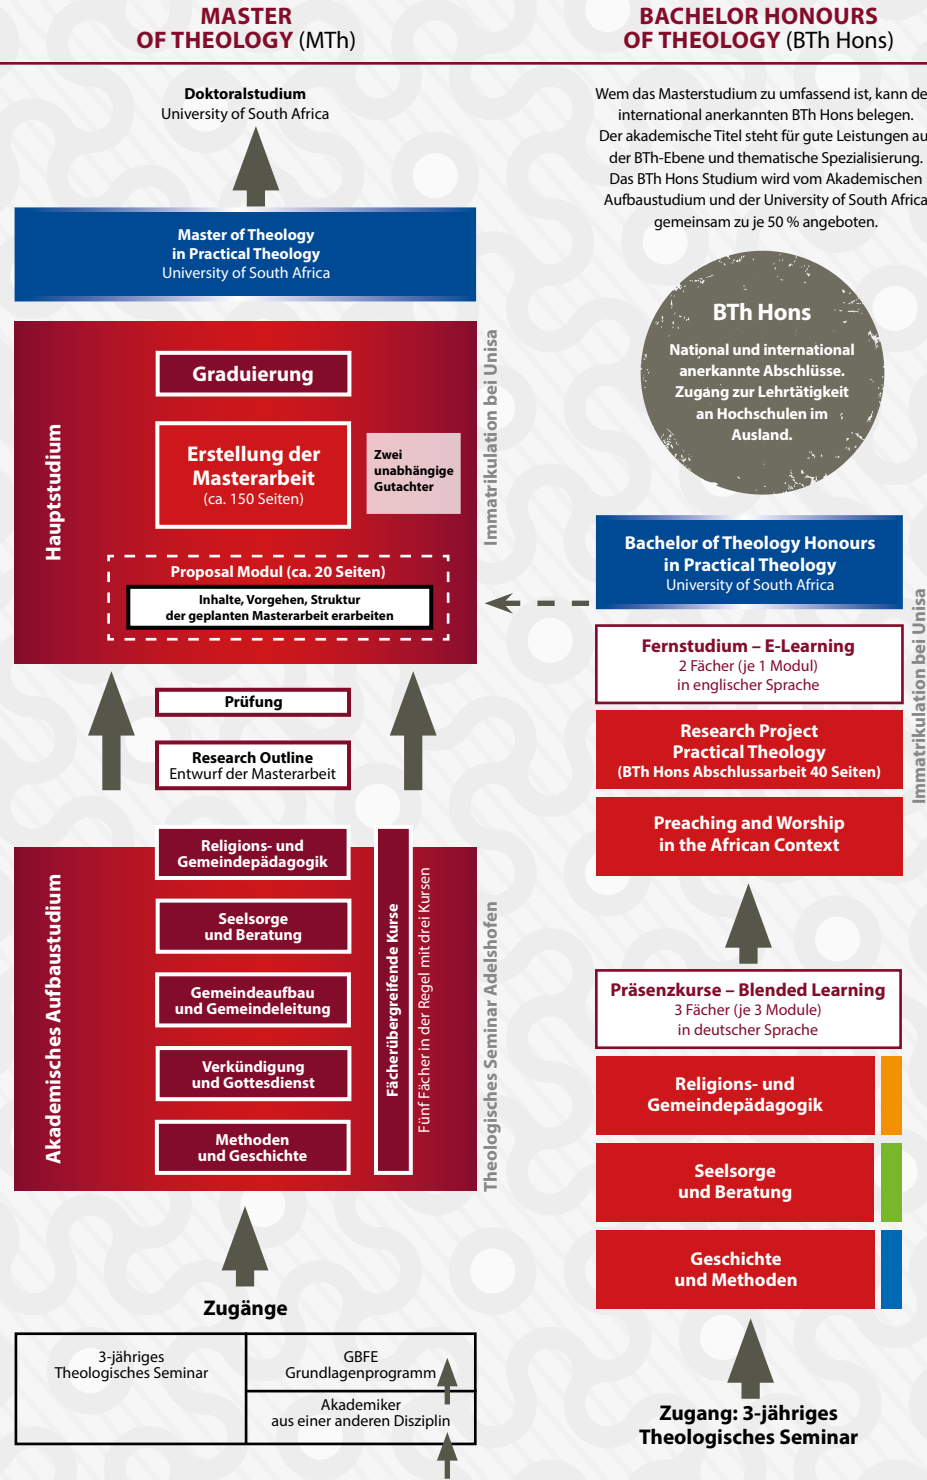 MASTER
OF THEOLOGY (MTh)
Doktoralstudium
University of South Africa
Master of Theology
in Practical Theology
University of South Africa
Hauptstudium
Graduierung
Erstellung der
Masterarbeit
(ca. 150 Seiten)
Zwei
unabhängige
Gutachter
Proposal Modul (ca. 20 Seiten)
Inhalte, Vorgehen, Struktur
der geplanten Masterarbeit erarbeiten
Immatrikulation bei Unisa
Prüfung
Research Outline
Entwurf der Masterarbeit
Akademisches Aufbaustudium
Religions- und
Gemeindepädagogik
Seelsorge
und Beratung
Gemeindeaufbau
und Gemeindeleitung
Verkündigung
und Gottesdienst
Methoden
und Geschichte
Fächerübergreifende Kurse
Fünf Fächer in der Regel mit drei Kursen
Theologisches Seminar Adelshofen
Zugänge
3-jähriges
Theologisches Seminar
GBFE
Grundlagenprogramm
Akademiker
aus einer anderen Disziplin
BACHELOR HONOURS
OF THEOLOGY (BTh Hons)
Wem das Masterstudium zu umfassend ist, kann de
international anerkannten BTh Hons belegen.
Der akademische Titel steht für gute Leistungen au
der BTh-Ebene und thematische Spezialisierung.
Das BTh Hons Studium wird vom Akademischen
Aufbaustudium und der University of South Africa
gemeinsam zu je 50 % angeboten.
BTh Hons
National und international
anerkannte Abschlüsse.
Zugang zur Lehrtätigkeit
an Hochschulen im
Ausland.
Bachelor of Theology Honours
in Practical Theology
University of South Africa
Fernstudium – E-Learning
2 Fächer (je 1 Modul)
in englischer Sprache
Research Project
Practical Theology
(BTh Hons Abschlussarbeit 40 Seiten)
Preaching and Worship
in the African Context
Immatrikulation bei Unisa
Präsenzkurse – Blended Learning
3 Fächer (je 3 Module)
in deutscher Sprache
Religions- und
Gemeindepädagogik
Seelsorge
und Beratung
Geschichte
und Methoden
Zugang: 3-jähriges
Theologisches Seminar